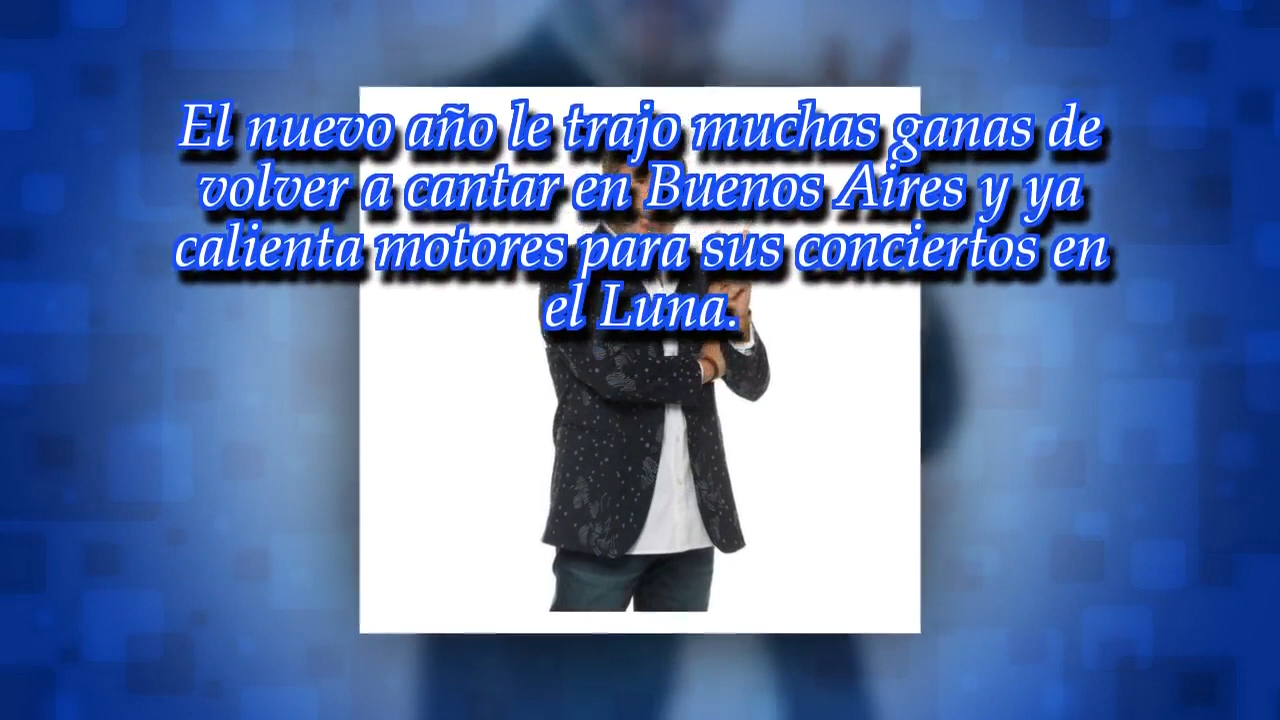 El nuevo año le trajo muchas ganas de
volver a cantar en Buenos Aires y ya
calienta motores para sus conciertos en
el Luna.